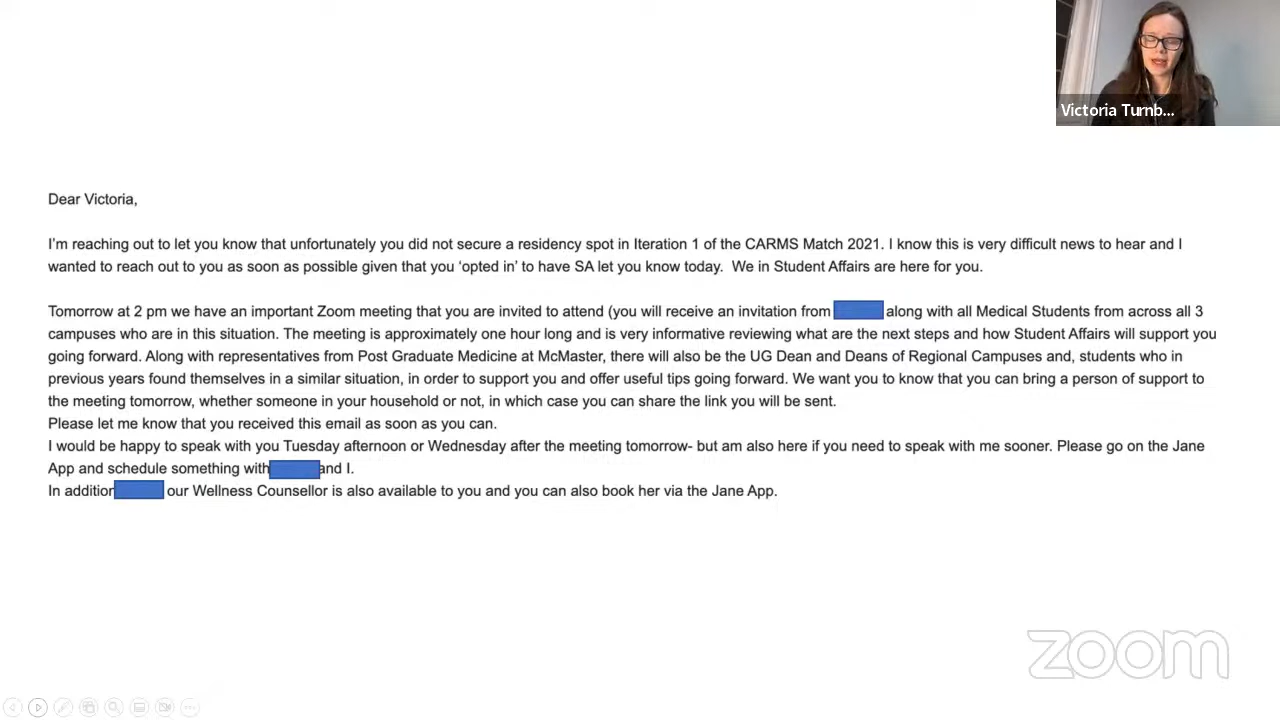 Victoria Turnb...
Dear Victoria,
I'm reaching out to let you know that unfortunately you did not secure a residency spot in Iteration 1 of the CARMS Match 2021. I know this is very difficult news to hear and I
wanted to reach out to you as soon as possible given that you 'opted in' to have SA let you know today.  We in Student Affairs are here for you.
Tomorrow at 2 pm we have an important Zoom meeting that you are invited to attend (you will receive an invitation from along with all Medical Students from across all 3
campuses who are in this situation. The meeting is approximately one hour long and is very informative reviewing what are the next steps and how Student Affairs will support you
going forward. Along with representatives from Post Graduate Medicine at McMaster, there will also be the UG Dean and Deans of Regional Campuses and, students who in
previous years found themselves in a similar situation, in order to support you and offer useful tips going forward. We want you to know that you can bring a person of support to
the meeting tomorrow, whether someone in your household or not, in which case you can share the link you will be sent.
Please let me know that you received this email as soon as you can.
I would be happy to speak with you Tuesday afternoon or Wednesday after the meeting tomorrow- but am also here if you need to speak with me sooner. Please go on the Jane
App and schedule something with and I.
In addition our Wellness Counsellor is also available to you and you can also book her via the Jane App.
zoom